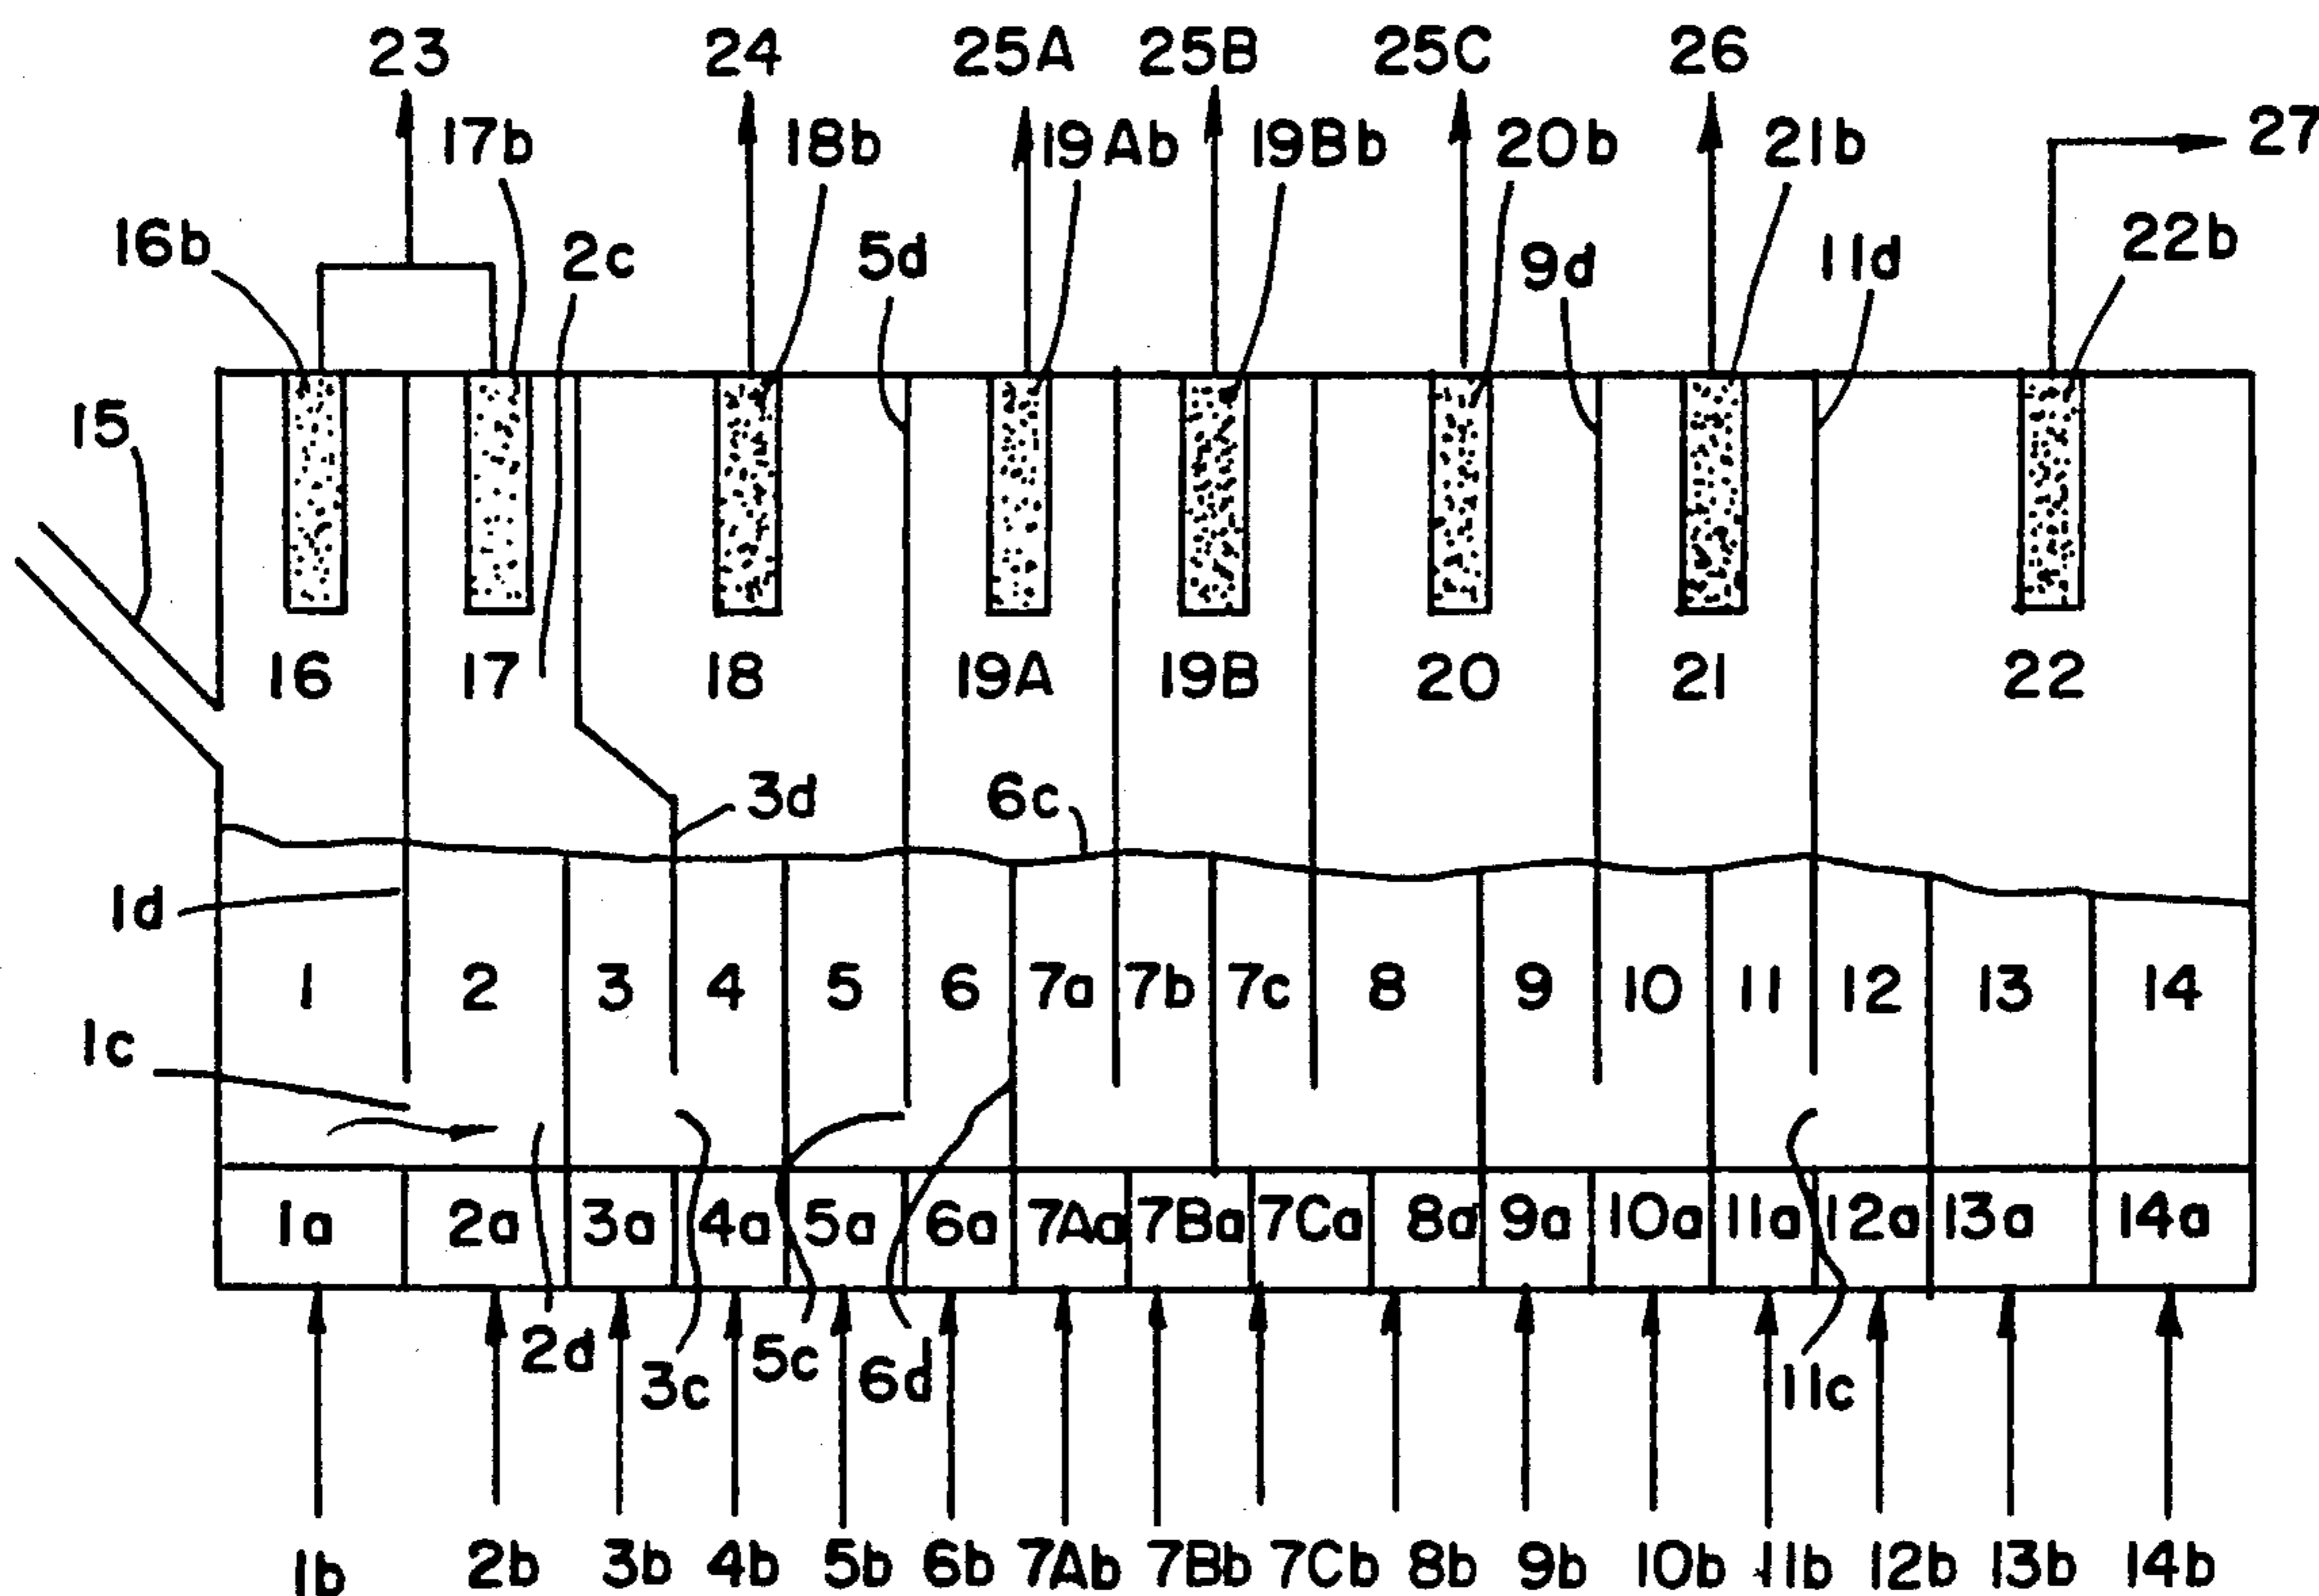 23 24 25A 25B 25C 26
17b 18b 19Ab 19Bb 20b 21b 27
16b 2c 5d 9d 11d 22b
15
16 17 18 19A 19B 20 21 22
3d 6c
1d
1 2 3 4 5 6 7a 7b 7c 8 9 10 11 12 13 14
1c
1a 2a 3a 4a 5a 6a 7Aa 7Ba 7Ca 8a 9a 10a 11a 12a 13a 14a
2d 3c 5c 6d 11c
1b 2b 3b 4b 5b 6b 7Ab 7Bb 7Cb 8b 9b 10b 11b 12b 13b 14b